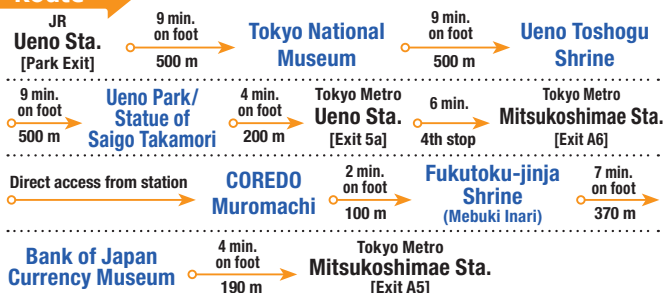 Route
JR
Ueno Sta.
[Park Exit]
9 min.
on foot
500 m
Tokyo National
Museum
9 min.
on foot
500 m
Ueno Toshogu
Shrine
9 min.
on foot
500 m
Ueno Park/
Statue of
Saigo Takamori
4 min.
on foot
200 m
Tokyo Metro
Ueno Sta.
[Exit 5a]
6 min.
4th stop
Tokyo Metro
Mitsukoshimae Sta.
[Exit A6]
Direct access from station
COREDO
Muromachi
2 min.
on foot
100 m
Fukutoku-jinja
Shrine
(Mebuki Inari)
7 min.
on foot
370 m
Bank of Japan
Currency Museum
4 min.
on foot
190 m
Tokyo Metro
Mitsukoshimae Sta.
[Exit A5]